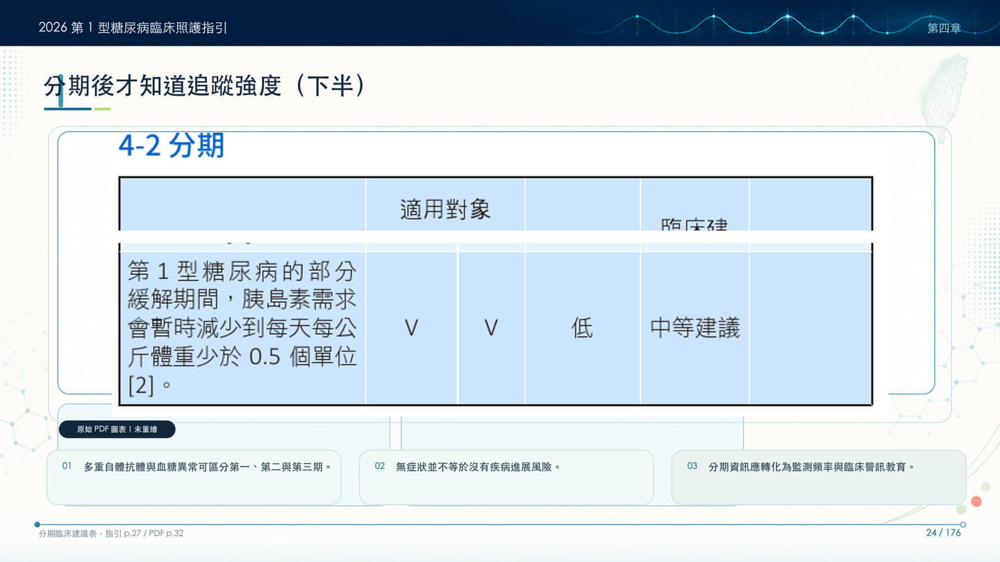 2026 第 1 型糖尿病臨床照護指引
第四章
分期後才知道追蹤強度（下半）
4-2 分期
適用對象
臨床建
第 1 型糖尿病的部分
緩解期間，胰島素需求
會暫時減少到每天每公
斤體重少於 0.5 個單位
[2]。
V
V
低
中等建議
原始 PDF 圖表｜未重繪
01 多重自體抗體與血糖異常可區分第一、第二與第三期。
02 無症狀並不等於沒有疾病進展風險。
03 分期資訊應轉化為監測頻率與臨床警訊教育。
分期臨床建議表・指引 p.27 / PDF p.32
24 / 176